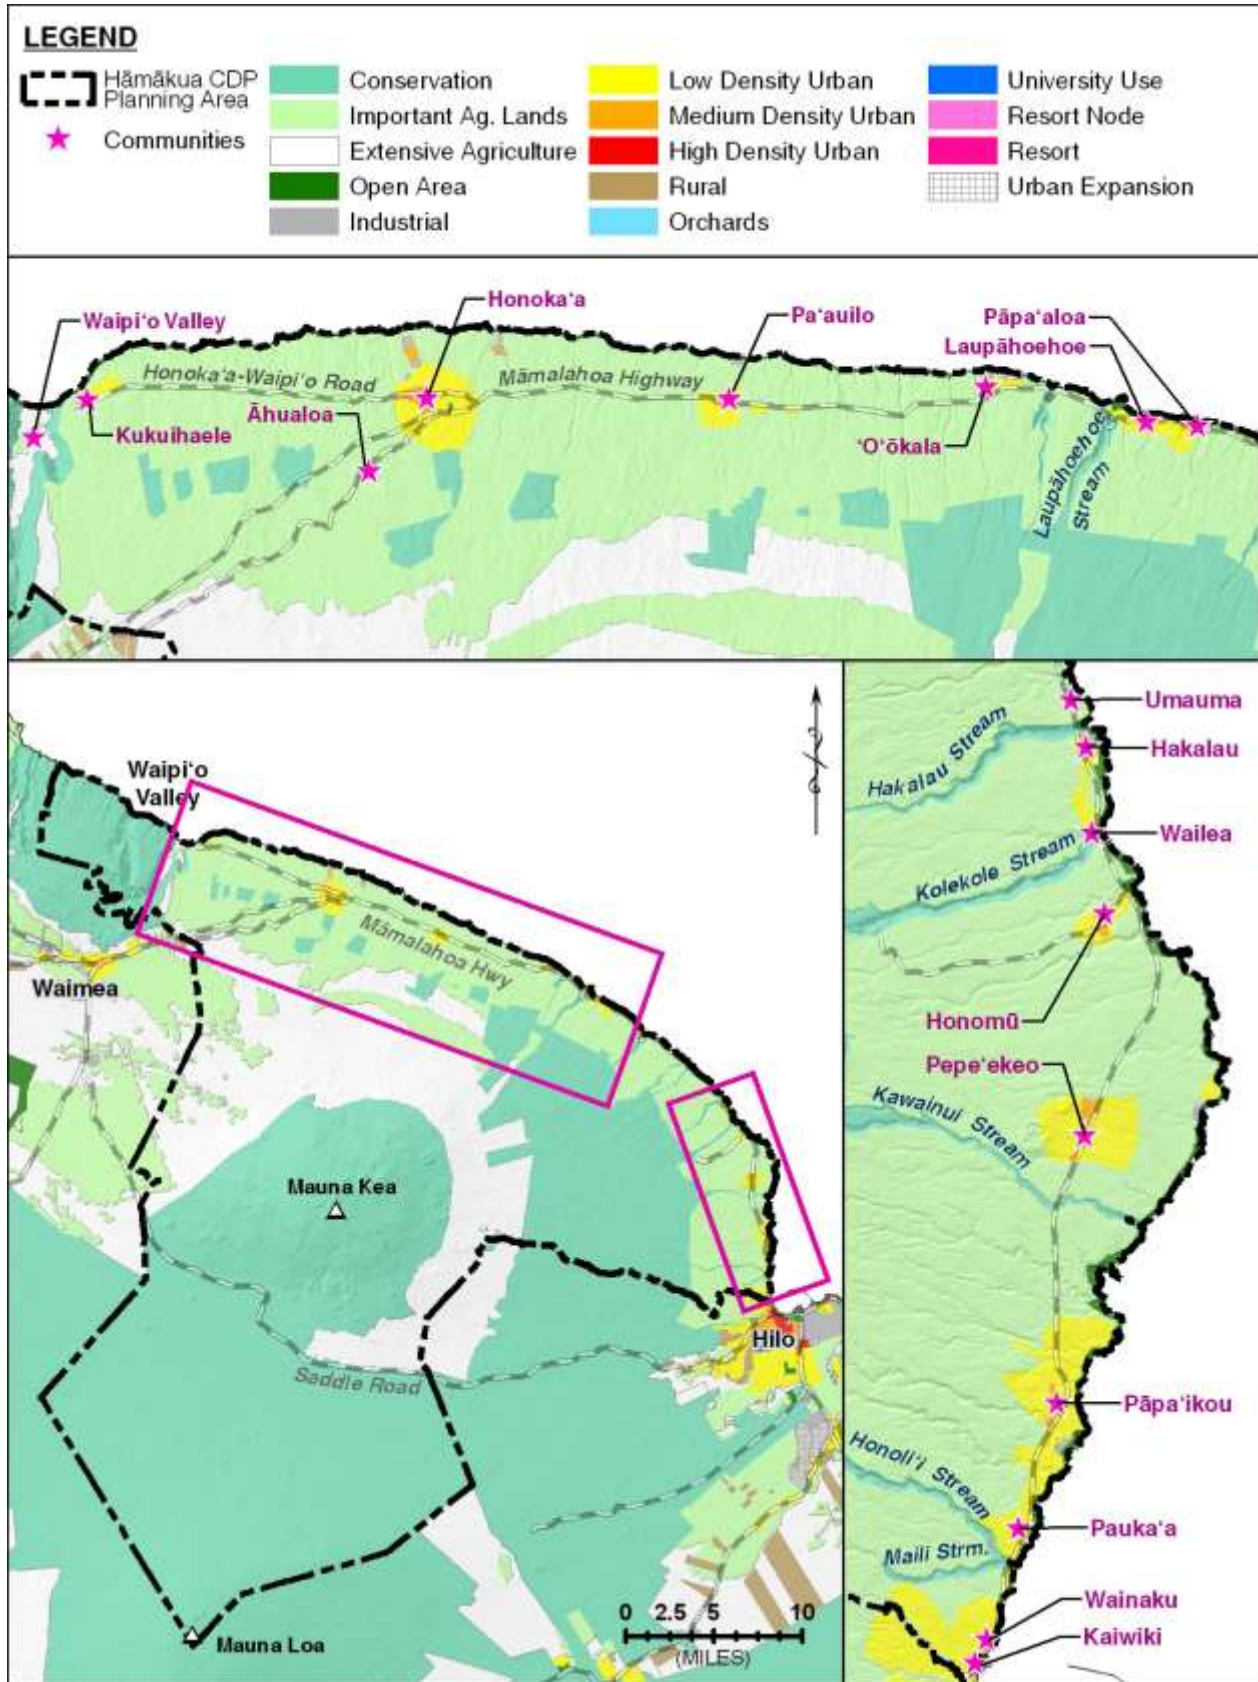 LEGEND
Hāmākua CDP
Planning Area
Communities
Conservation
Important Ag. Lands
Extensive Agriculture
Open Area
Industrial
Low Density Urban
Medium Density Urban
High Density Urban
Rural
Orchards
University Use
Resort Node
Resort
Urban Expansion
Waipi‘o Valley
Honoka‘a
Pa‘auilo
Pāpa‘aloa
Laupāhoehoe
Honoka‘a-Waipi‘o Road
Māmalahoa Highway
Āhualoa
Kukuihaele
‘O‘ōkala
Laupāhoehoe
Stream
Waipi‘o
Valley
Māmalahoa Hwy
Waimea
Mauna Kea
Saddle Road
Hilo
Mauna Loa
0 2.5 5 10
(MILES)
Umauma
Hakalau Stream
Hakalau
Wailea
Kolekole Stream
Honomū
Pepe‘ekeo
Kawainui Stream
Pāpa‘ikou
Honoli‘i Stream
Pauka‘a
Maili Strm.
Wainaku
Kaiwiki